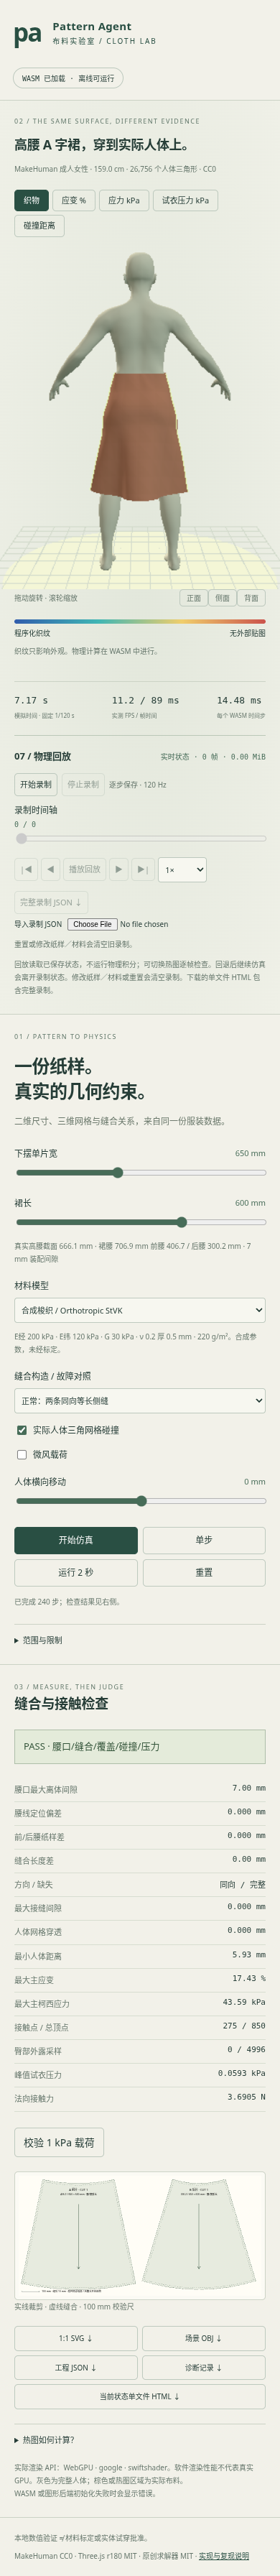 pa
Pattern Agent
布料实验室 / CLOTH LAB
WASM 已加载 · 离线可运行
02 / THE SAME SURFACE, DIFFERENT EVIDENCE
高腰 A 字裙，穿到实际人体上。
MakeHuman 成人女性 · 159.0 cm · 26,756 个人体三角形 · CC0
织物
应变 %
应力 kPa
试衣压力 kPa
碰撞距离
拖动旋转 · 滚轮缩放
正面
侧面
背面
程序化织纹
无外部贴图
织纹只影响外观。物理计算在 WASM 中进行。
7.17 s
11.2 / 89 ms
14.48 ms
模拟时间 · 固定 1/120 s
实测 FPS / 帧时间
每个 WASM 时间步
07 / 物理回放
实时状态 · 0 帧 · 0.00 MiB
开始录制
停止录制
逐步保存 · 120 Hz
录制时间轴
0 / 0
|◀
◀
播放回放
▶
▶|
1×
完整录制 JSON ↓
导入录制 JSON
Choose File
No file chosen
重置或修改纸样／材料会清空旧录制。
回放读取已保存状态，不运行物理积分；可切换热图逐帧检查。回返后继续仿真会离开录制状态。修改纸样／材料或重置会清空录制。下载的单文件 HTML 包含完整录制。
01 / PATTERN TO PHYSICS
一份纸样。
真实的几何约束。
二维尺寸、三维网格与缝合关系，来自同一份服装数据。
下摆单片宽
650 mm
裙长
600 mm
真实高腰截面 666.1 mm · 裙腰 706.9 mm 前腰 406.7 / 后腰 300.2 mm · 7 mm 装配间隙
材料模型
合成梭织 / Orthotropic StVK
E经 200 kPa · E纬 120 kPa · G 30 kPa · ν 0.2 厚 0.5 mm · 220 g/m²。合成参数，未经标定。
缝合构造 / 故障对照
正常：两条同向等长侧缝
实际人体三角网格碰撞
微风载荷
人体横向移动
0 mm
开始仿真
单步
运行 2 秒
重置
已完成 240 步；检查结果见右侧。
▶ 范围与限制
03 / MEASURE, THEN JUDGE
缝合与接触检查
PASS · 腰口/缝合/覆盖/碰撞/压力
腰口最大离体间隙
7.00 mm
腰线定位偏差
0.000 mm
前/后腰纸样差
0.000 mm
缝合长度差
0.00 mm
方向 / 缺失
同向 / 完整
最大接缝间隙
0.000 mm
人体网格穿透
0.000 mm
最小人体距离
5.93 mm
最大主应变
17.43 %
最大主柯西应力
43.59 kPa
接触点 / 总顶点
275 / 850
臀部外露采样
0 / 4996
峰值试衣压力
0.0593 kPa
法向接触力
3.6905 N
校验 1 kPa 载荷
实线裁剪 · 虚线缝合 · 100 mm 校验尺
1:1 SVG ↓
场景 OBJ ↓
工程 JSON ↓
诊断记录 ↓
当前状态单文件 HTML ↓
▶ 热图如何计算？
实际渲染 API：WebGPU · google · swiftshader。软件渲染性能不代表真实 GPU。灰色为完整人体；棕色或热图区域为实际布料。
WASM 或图形后端初始化失败时会显示错误。
本地数值验证 ≠ 材料标定或实体试穿批准。
MakeHuman CC0 · Three.js r180 MIT · 原创求解器 MIT · 实现与复现说明